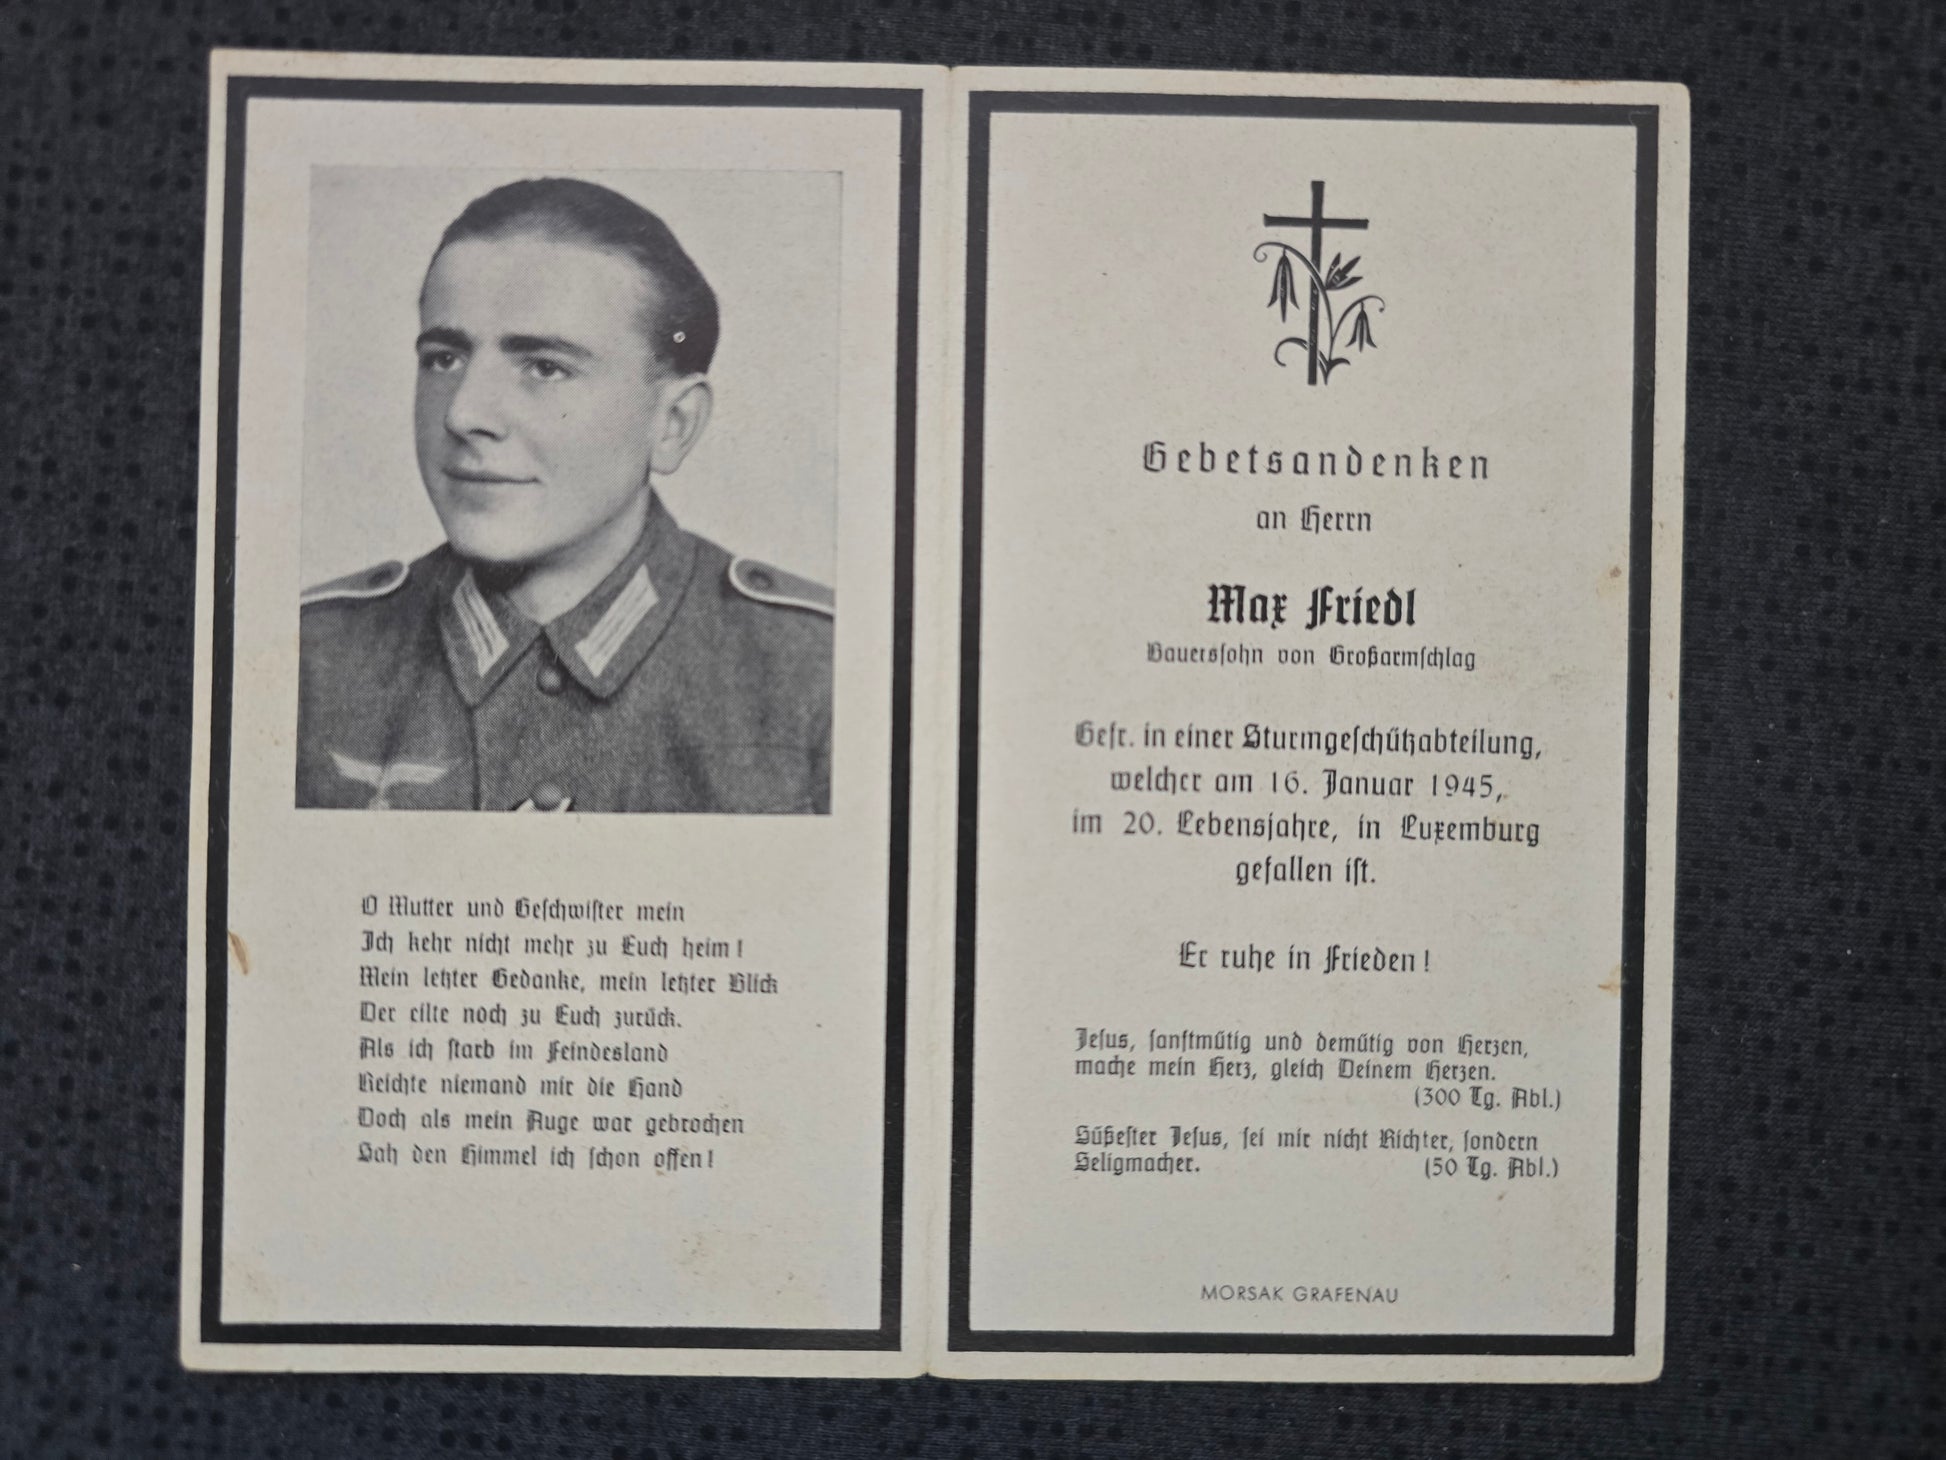 O Mutter und Geschwister mein
Ich kehr nicht mehr zu Euch heim!
Mein letzter Gedanke, mein letzter Blick
Der eilte noch zu Euch zurück.
Als ich starb im Feindesland
Reichte niemand mir die Hand
Doch als mein Auge war gebrochen
Sah den Himmel ich schon offen!
Gebetsandenken
an Herrn
Max Friedl
Bauerssohn von Großarmschlag
Gefr. in einer Sturmgeschützabteilung,
welcher am 16. Januar 1945,
im 20. Lebensjahre, in Luxemburg
gefallen ist.
Er ruhe in Frieden!
Jesus, sanftmütig und demütig von Herzen,
mache mein Herz, gleich Deinem Herzen.
(300 Tg. Abl.)
Süßester Jesus, sei mir nicht Richter, sondern
Seligmacher. (50 Tg. Abl.)
MORSAK GRAFENAU